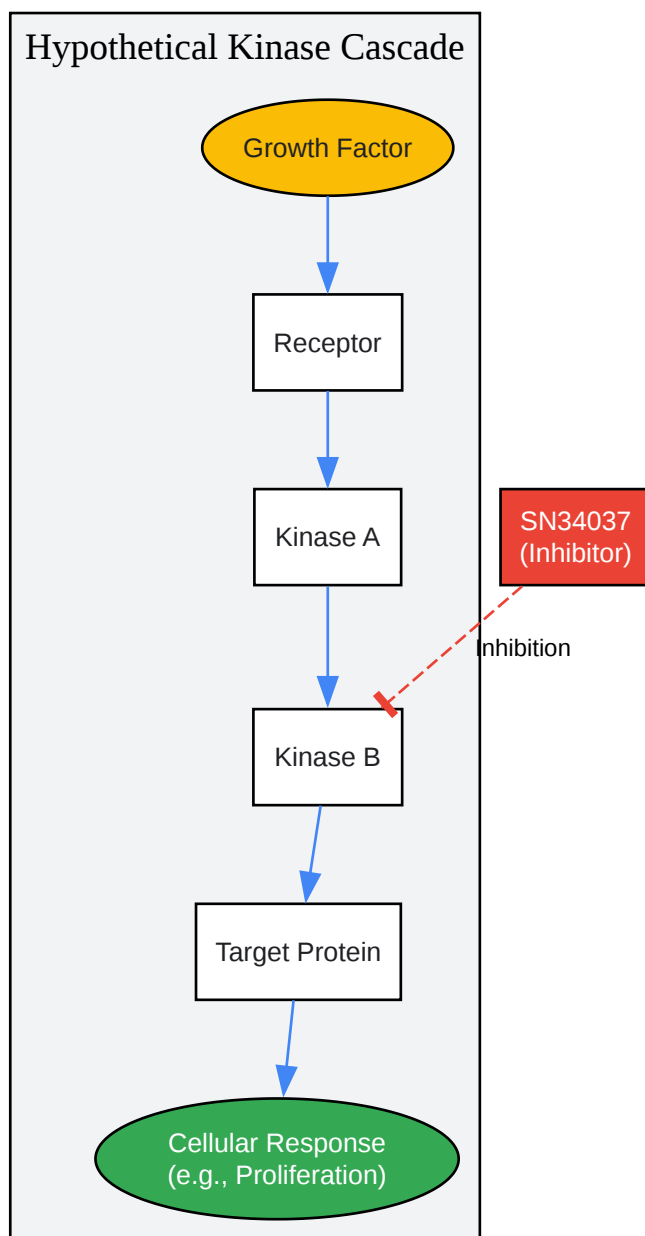 Hypothetical Kinase Cascade
Growth Factor
Receptor
Kinase A
SN34037
(Inhibitor)
Inhibition
Kinase B
Target Protein
Cellular Response
(e.g., Proliferation)